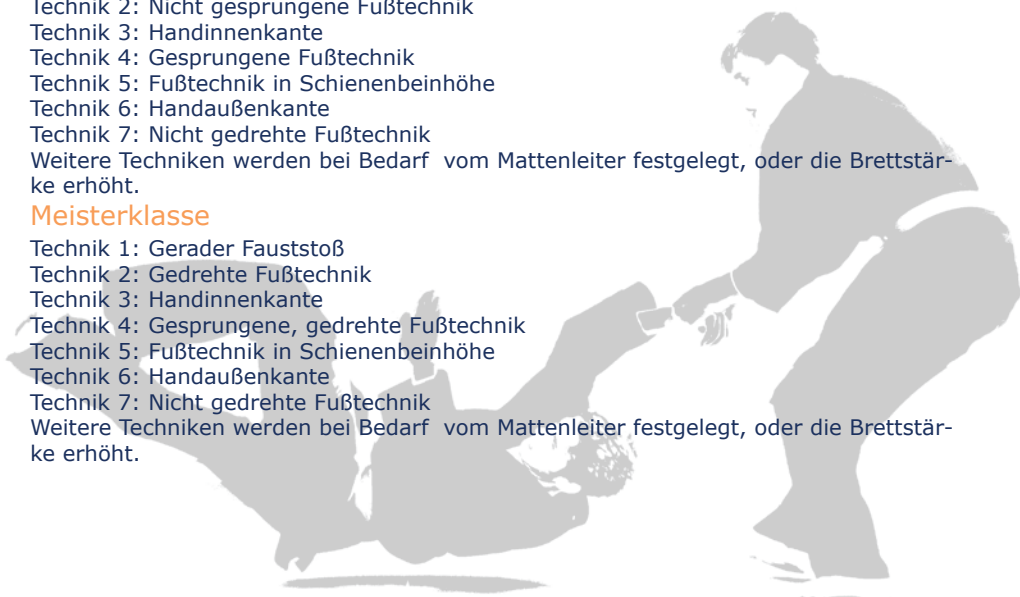 Technik 2: Nicht gesprungene Fußtechnik
Technik 3: Handinnenkante
Technik 4: Gesprungene Fußtechnik
Technik 5: Fußtechnik in Schienenbeinhöhe
Technik 6: Handaußenkante
Technik 7: Nicht gedrehte Fußtechnik
Weitere Techniken werden bei Bedarf  vom Mattenleiter festgelegt, oder die Brettstär-
ke erhöht.
Meisterklasse
Technik 1: Gerader Fauststoß
Technik 2: Gedrehte Fußtechnik
Technik 3: Handinnenkante
Technik 4: Gesprungene, gedrehte Fußtechnik
Technik 5: Fußtechnik in Schienenbeinhöhe
Technik 6: Handaußenkante
Technik 7: Nicht gedrehte Fußtechnik
Weitere Techniken werden bei Bedarf  vom Mattenleiter festgelegt, oder die Brettstär-
ke erhöht.